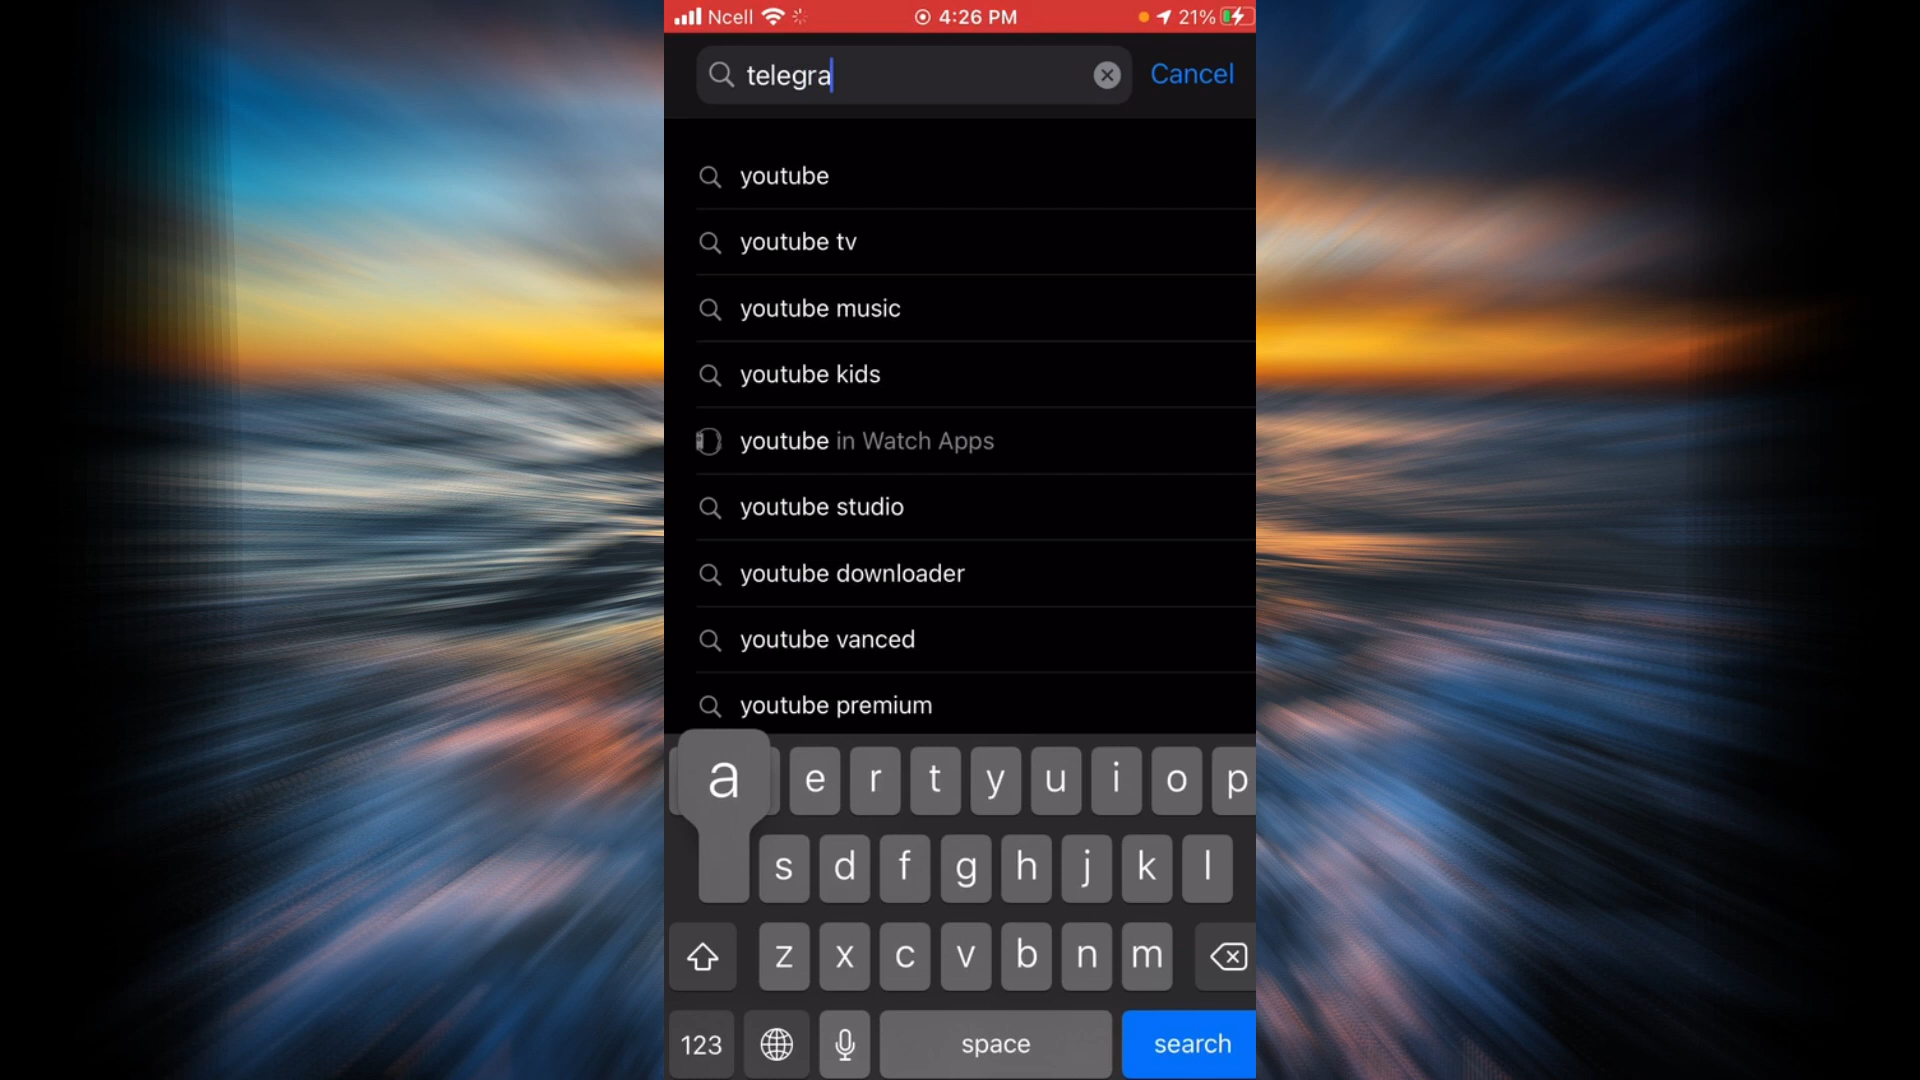 Ncell 4:26 PM 21%
telegra Cancel
youtube
youtube tv
youtube music
youtube kids
youtube in Watch Apps
youtube studio
youtube downloader
youtube vanced
youtube premium
a e r t y u i o p
s d f g h j k l
z x c v b n m
123 space search